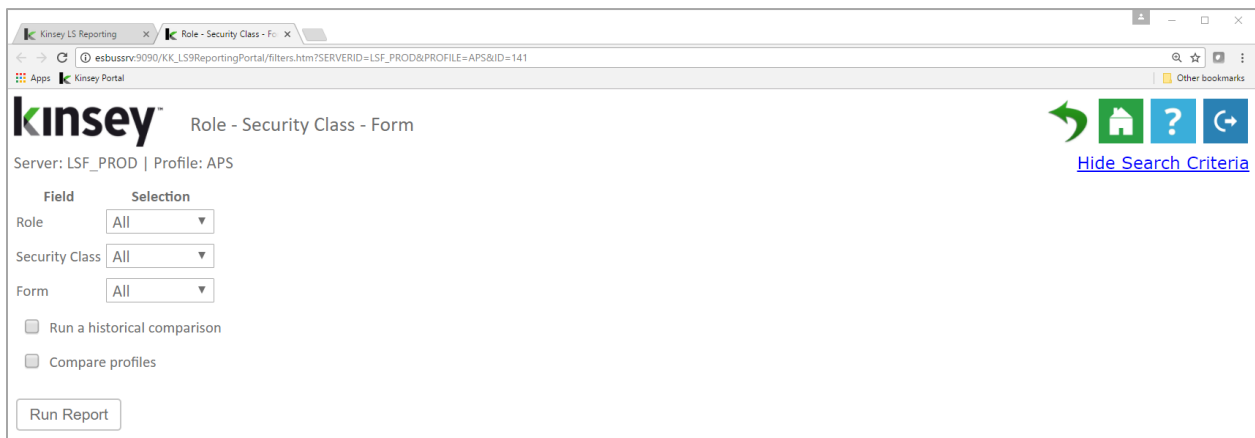 Kinsey LS Reporting
Role - Security Class - Fo
esbussrv:9090/KK_LS9ReportingPortal/filters.htm?SERVERID=LSF_PROD&PROFILE=APS&ID=141
Apps Kinsey Portal Other bookmarks
kinsey™ Role - Security Class - Form
?
Server: LSF_PROD | Profile: APS
Hide Search Criteria
Field Selection
Role All
Security Class All
Form All
Run a historical comparison
Compare profiles
Run Report